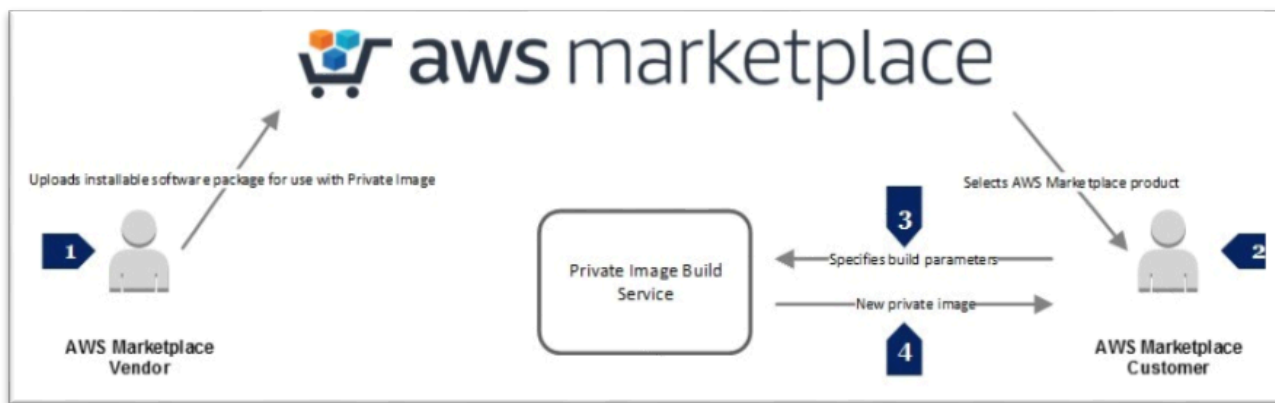 aws marketplace
Uploads installable software package for use with Private Image
Selects AWS Marketplace product
1
3
2
Private Image Build
Service
Specifies build parameters
New private image
4
AWS Marketplace
Vendor
AWS Marketplace
Customer